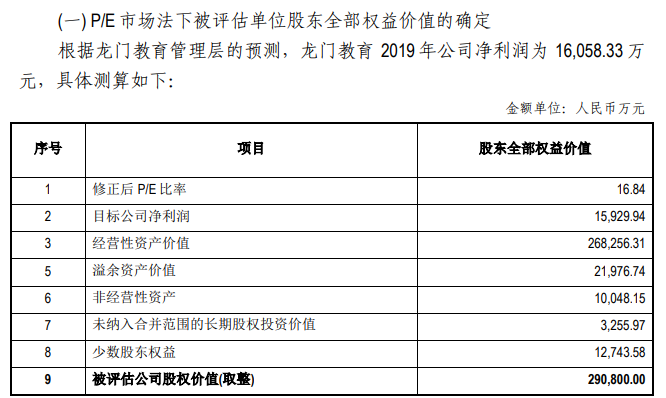 (一) P/E 市场法下被评估单位股东全部权益价值的确定
根据龙门教育管理层的预测，龙门教育 2019 年公司净利润为 16,058.33 万
元，具体测算如下：
金额单位：人民币万元
序号 项目 股东全部权益价值
1 修正后 P/E 比率 16.84
2 目标公司净利润 15,929.94
3 经营性资产价值 268,256.31
5 溢余资产价值 21,976.74
6 非经营性资产 10,048.15
7 未纳入合并范围的长期股权投资价值 3,255.97
8 少数股东权益 12,743.58
9 被评估公司股权价值(取整) 290,800.00